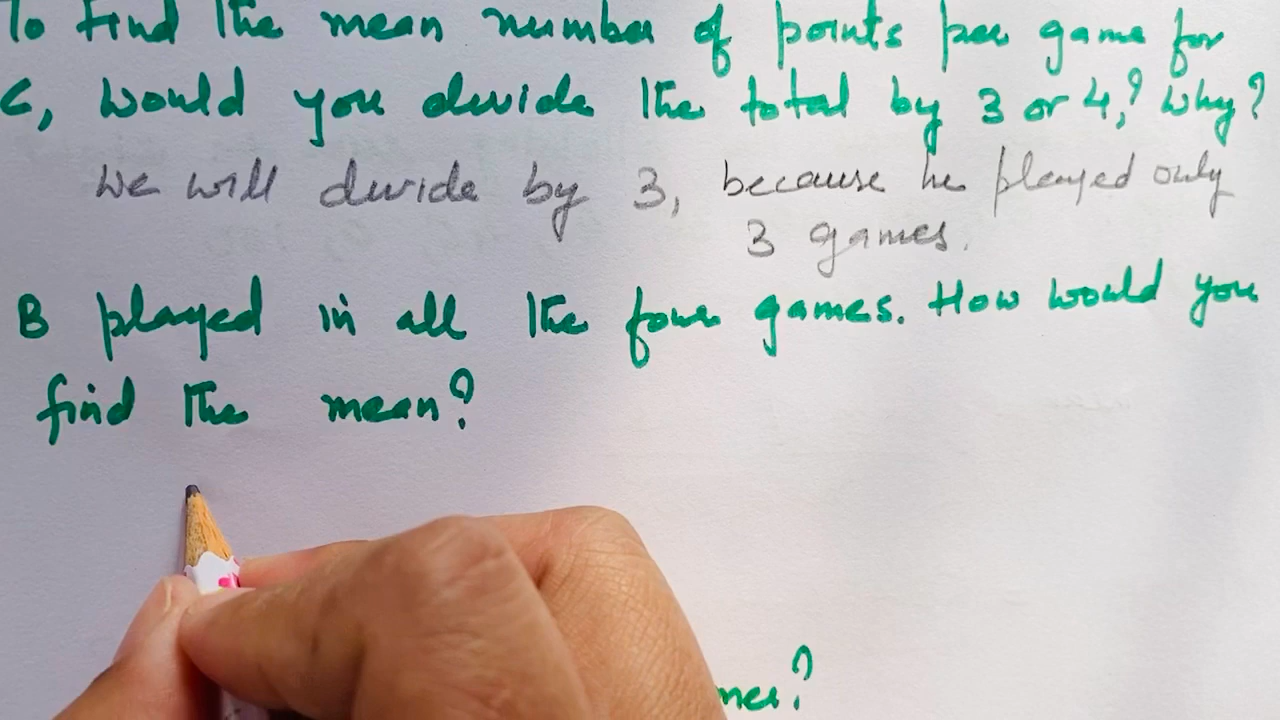 To find the mean number of points per game for
C, would you divide the total by 3 or 4,? Why?
We will divide by 3, because he played only
3 games.
B played in all the four games. How would you
find the mean?